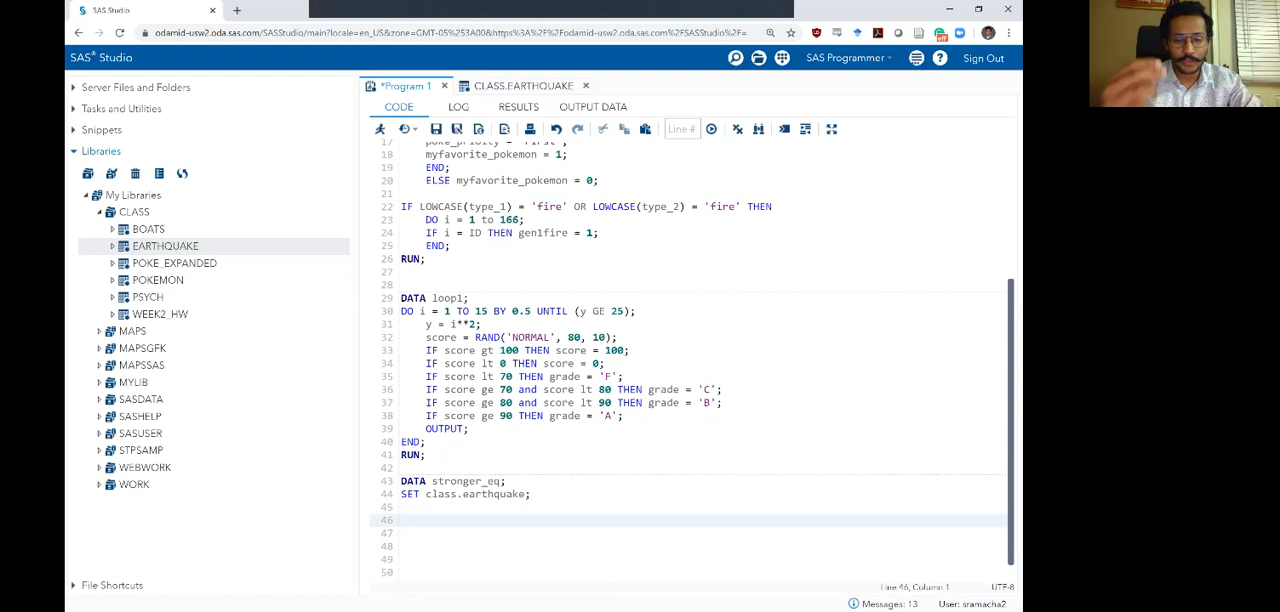 SAS Studio
odamid-usw2.oda.sas.com/SASStudio/main?locale=en_US&zone=GMT-05%253A00&https%3A%2F%2Fodamid-usw2.oda.sas.com%2FSASStudio%2F=
SAS® Studio
SAS Programmer
Sign Out
Server Files and Folders
Tasks and Utilities
Snippets
Libraries
My Libraries
CLASS
BOATS
EARTHQUAKE
POKE_EXPANDED
POKEMON
PSYCH
WEEK2_HW
MAPS
MAPSGFK
MAPSSAS
MYLIB
SASDATA
SASHELP
SASUSER
STPSAMP
WEBWORK
WORK
File Shortcuts
*Program 1
CLASS.EARTHQUAKE
CODE LOG RESULTS OUTPUT DATA
Line #
17 poke_priority = 'first';
18 myfavorite_pokemon = 1;
19 END;
20 ELSE myfavorite_pokemon = 0;
21
22 IF LOWCASE(type_1) = 'fire' OR LOWCASE(type_2) = 'fire' THEN
23 DO i = 1 to 166;
24 IF i = ID THEN gen1fire = 1;
25 END;
26 RUN;
27
28
29 DATA loop1;
30 DO i = 1 TO 15 BY 0.5 UNTIL (y GE 25);
31 y = i**2;
32 score = RAND('NORMAL', 80, 10);
33 IF score gt 100 THEN score = 100;
34 IF score lt 0 THEN score = 0;
35 IF score lt 70 THEN grade = 'F';
36 IF score ge 70 and score lt 80 THEN grade = 'C';
37 IF score ge 80 and score lt 90 THEN grade = 'B';
38 IF score ge 90 THEN grade = 'A';
39 OUTPUT;
40 END;
41 RUN;
42
43 DATA stronger_eq;
44 SET class.earthquake;
45
46
47
48
49
50
Line 46, Column 1
UTF-8
Messages: 13
User: sramacha2